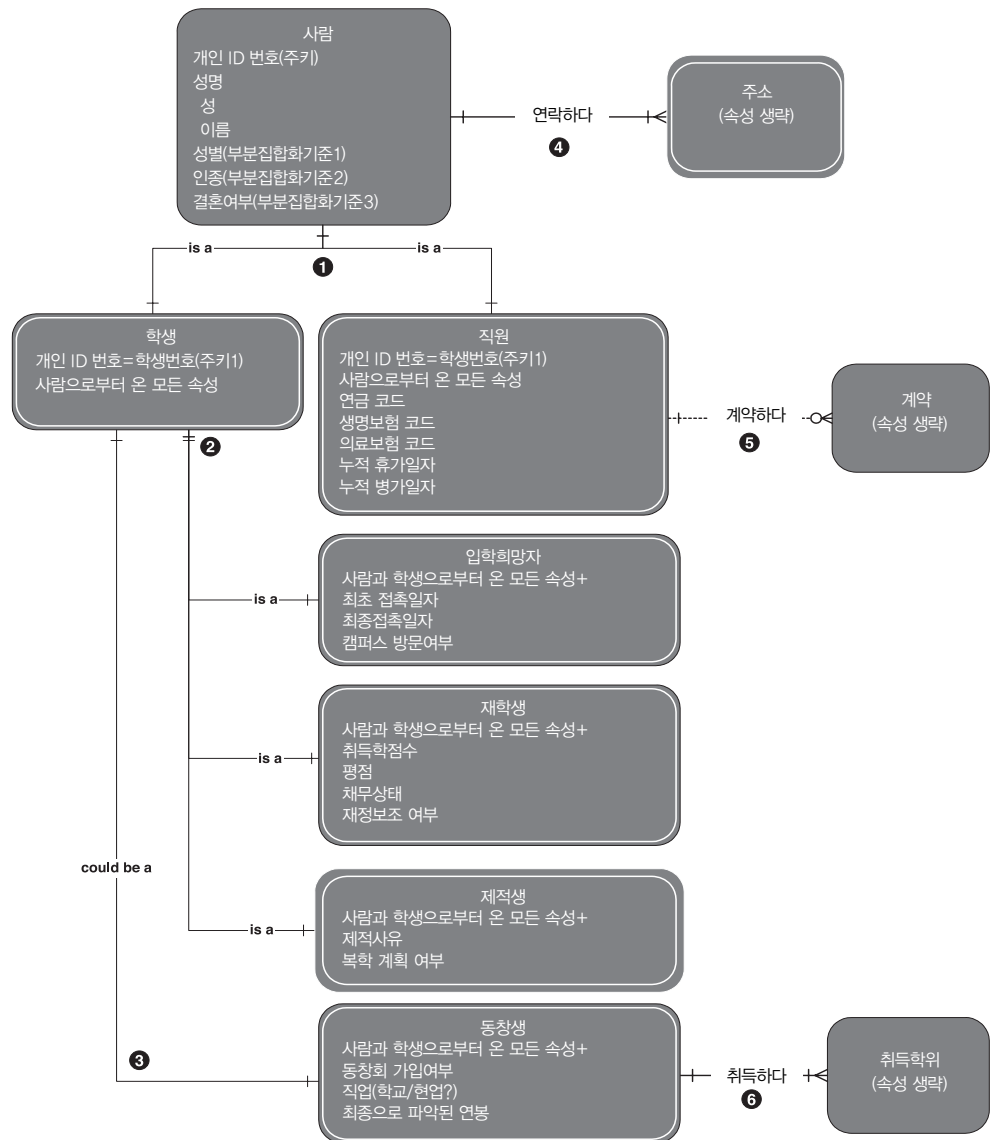 사람
개인 ID 번호(주키)
성명
성
이름
성별(부분집합화기준1)
인종(부분집합화기준2)
결혼여부(부분집합화기준3)
연락하다
④
주소
(속성 생략)
is a
is a
①
학생
개인 ID 번호=학생번호(주키1)
사람으로부터 온 모든 속성
직원
개인 ID 번호=학생번호(주키1)
사람으로부터 온 모든 속성
연금 코드
생명보험 코드
의료보험 코드
누적 휴가일자
누적 병가일자
계약하다
⑤
계약
(속성 생략)
②
is a
입학희망자
사람과 학생으로부터 온 모든 속성+
최초 접촉일자
최종접촉일자
캠퍼스 방문여부
is a
재학생
사람과 학생으로부터 온 모든 속성+
취득학점수
평점
채무상태
재정보조 여부
could be a
is a
제적생
사람과 학생으로부터 온 모든 속성+
제적사유
복학 계획 여부
③
동창생
사람과 학생으로부터 온 모든 속성+
동창회 가입여부
직업(학교/현업?)
최종으로 파악된 연봉
취득하다
⑥
취득학위
(속성 생략)